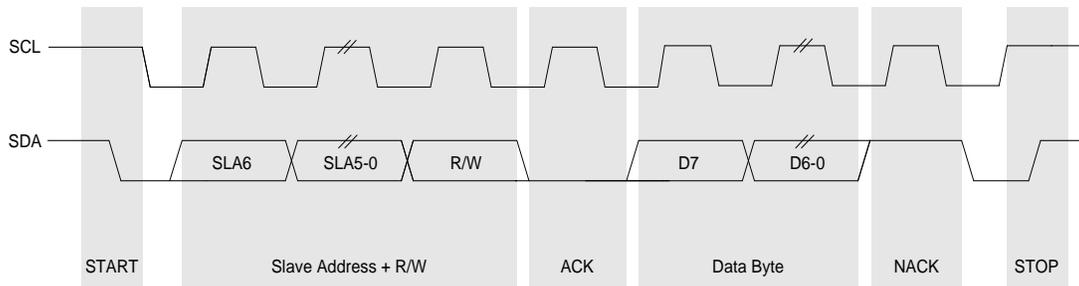 SCL
SDA
SLA6 SLA5-0 R/W D7 D6-0
START Slave Address + R/W ACK Data Byte NACK STOP